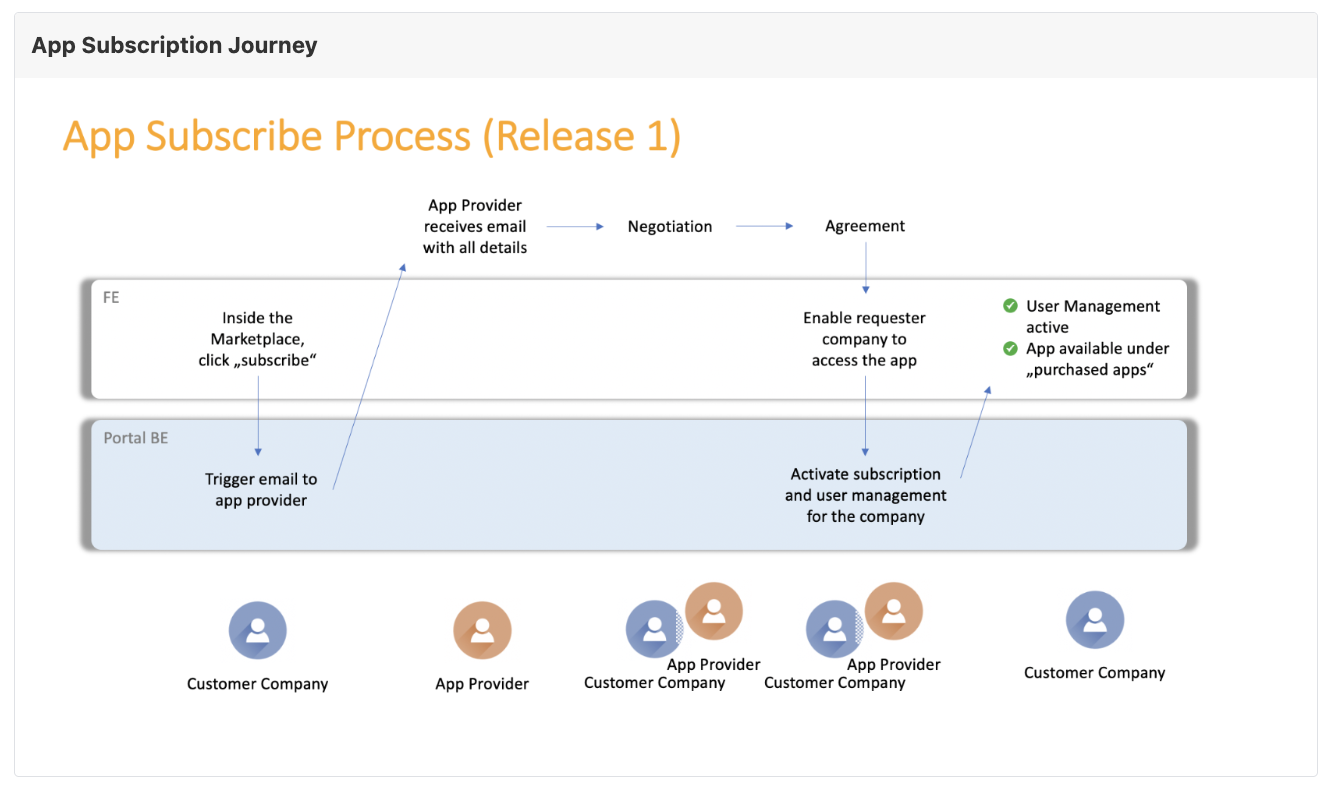 App Subscription Journey
App Subscribe Process (Release 1)
App Provider
receives email
with all details
Negotiation
Agreement
FE
Inside the
Marketplace,
click „subscribe“
Enable requester
company to
access the app
User Management
active
App available under
„purchased apps“
Portal BE
Trigger email to
app provider
Activate subscription
and user management
for the company
Customer Company
App Provider
App Provider
Customer Company
App Provider
Customer Company
Customer Company